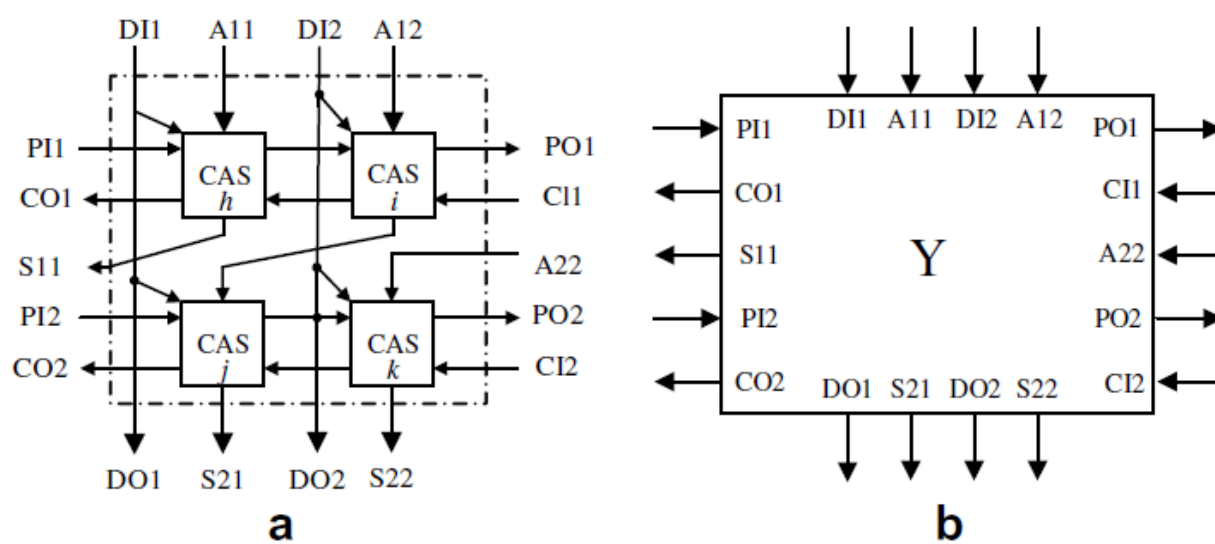 DI1 A11 DI2 A12
PI1 CAS h CAS i PO1
CO1 CI1
S11 A22
PI2 CAS j CAS k PO2
CO2 CI2
DO1 S21 DO2 S22
a
DI1 A11 DI2 A12
PI1 PO1
CO1 CI1
S11 Y A22
PI2 PO2
CO2 CI2
DO1 S21 DO2 S22
b